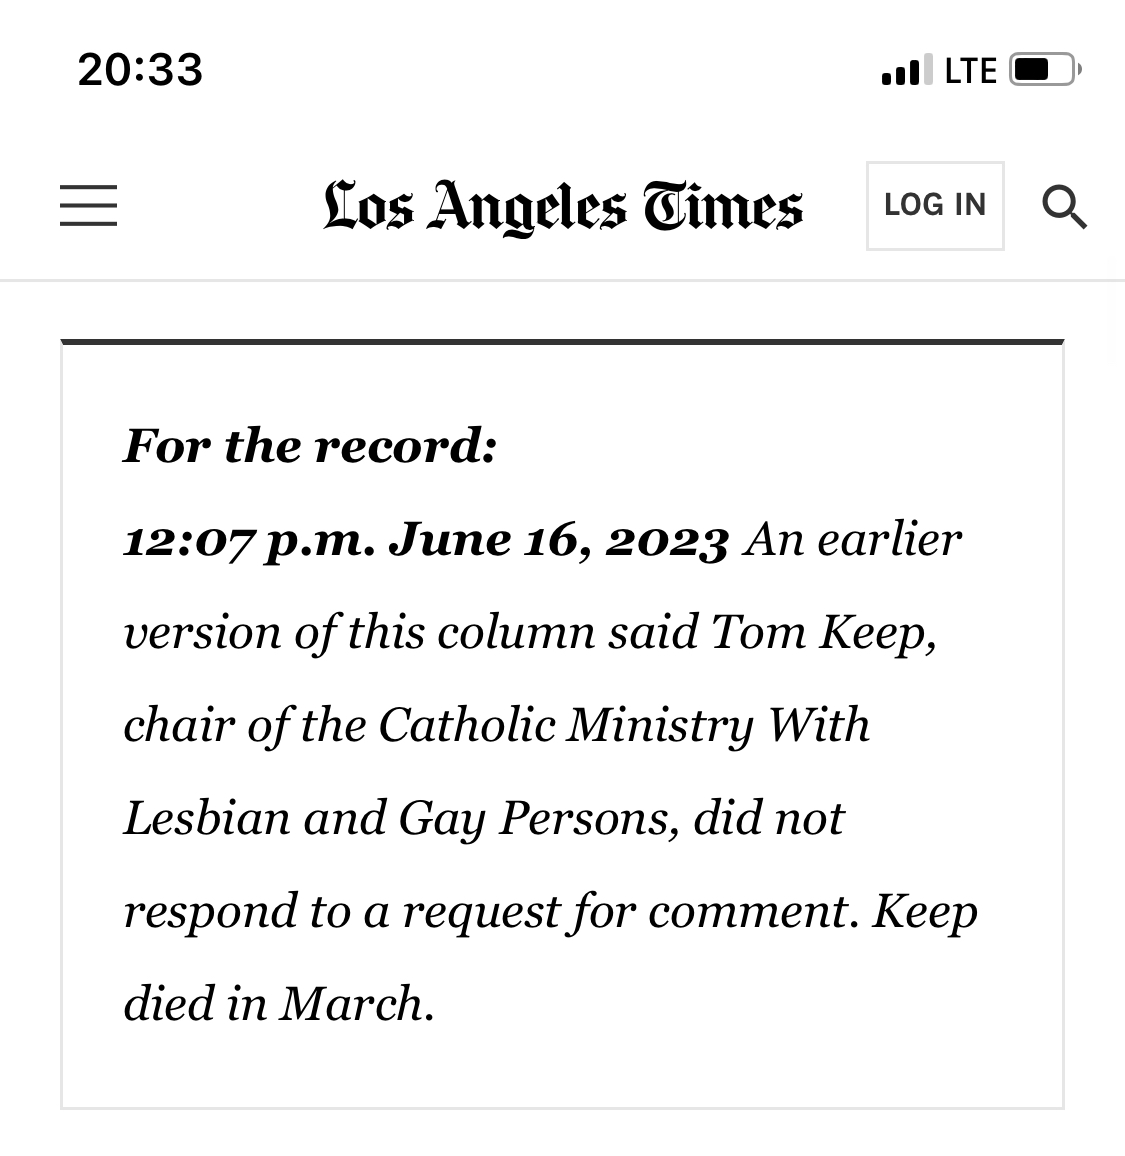 20:33 LTE
Los Angeles Times LOG IN
For the record:
12:07 p.m. June 16, 2023 An earlier
version of this column said Tom Keep,
chair of the Catholic Ministry With
Lesbian and Gay Persons, did not
respond to a request for comment. Keep
died in March.